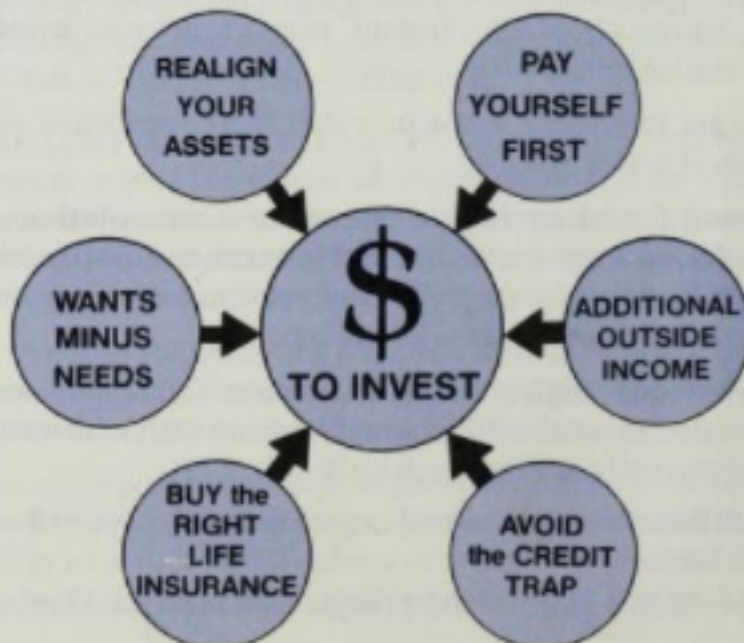 REALIGN
YOUR
ASSETS
PAY
YOURSELF
FIRST
WANTS
MINUS
NEEDS
$
TO INVEST
ADDITIONAL
OUTSIDE
INCOME
BUY the
RIGHT
LIFE
INSURANCE
AVOID
the CREDIT
TRAP